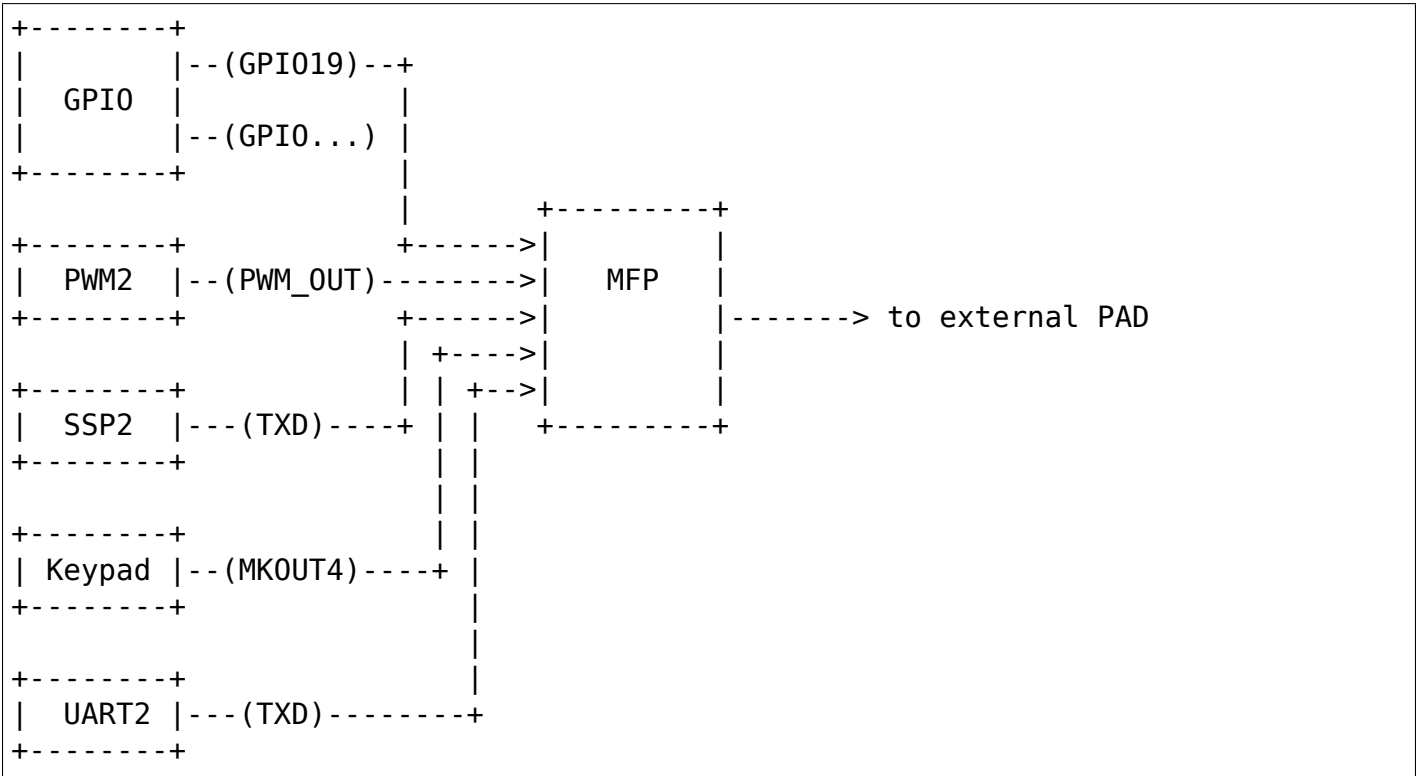 +--------+
|        |--(GPIO19)--+
|  GPIO  |            |
|        |--(GPIO...) |
+--------+            |
                      |       +---------+
+--------+            +------>|         |
|  PWM2  |--(PWM_OUT)-------->|   MFP   |
+--------+            +------>|         |-------> to external PAD
                      | +---->|         |
+--------+            | | +-->|         |
|  SSP2  |---(TXD)----+ | |   +---------+
+--------+              | |
                        | |
+--------+              | |
| Keypad |--(MKOUT4)----+ |
+--------+                |
                          |
+--------+                |
|  UART2 |---(TXD)--------+
+--------+